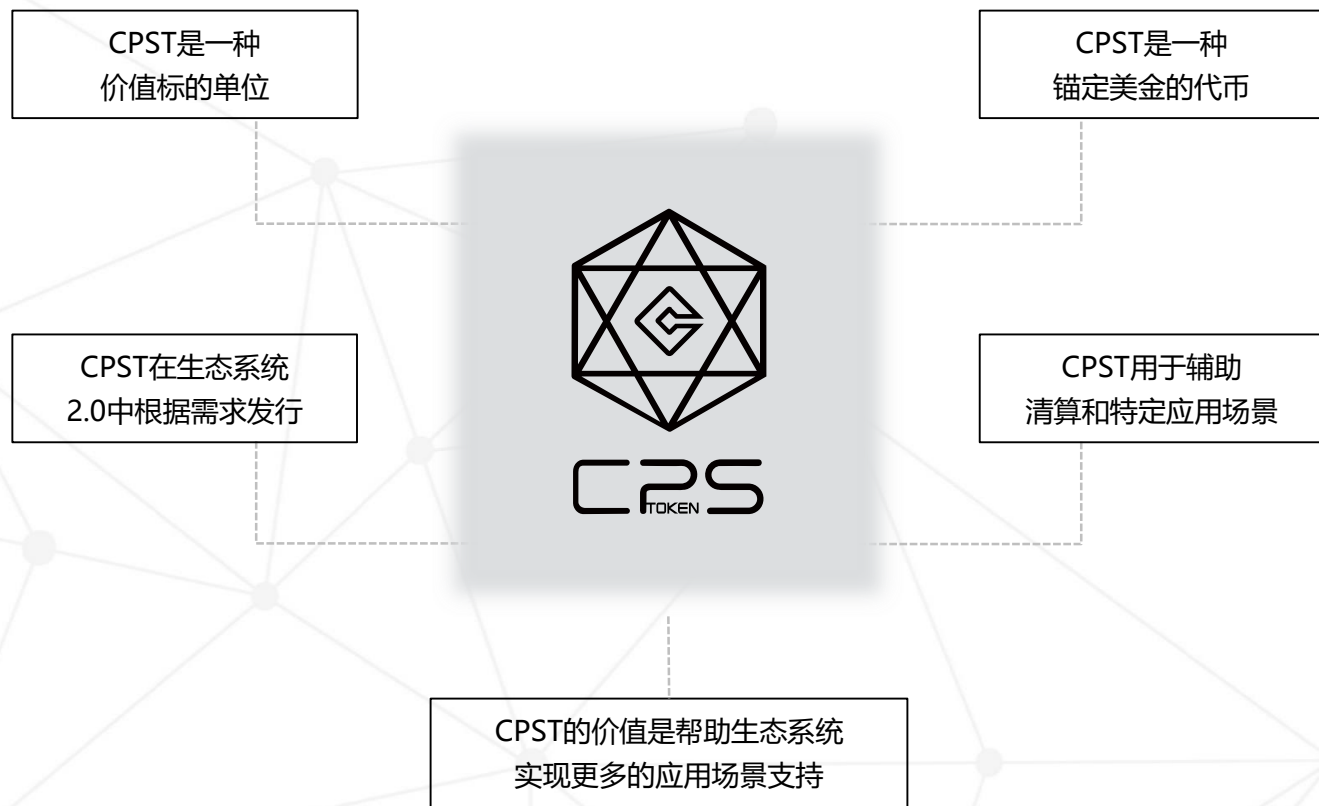 CPST是一种
价值标的单位
CPST是一种
锚定美金的代币
CPST在生态系统
2.0中根据需求发行
CPST用于辅助
清算和特定应用场景
CPS
TOKEN
CPST的价值是帮助生态系统
实现更多的应用场景支持